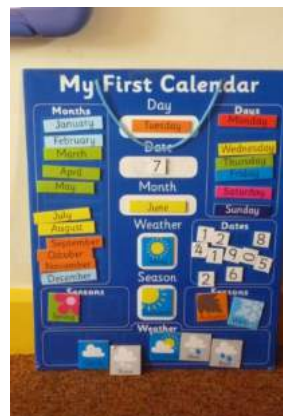 My First Calendar
Months
January
February
March
April
May
July
August
September
October
November
December
Seasons
Day
Tuesday
Date
7
Month
June
Weather
Season
Weather
Days
Monday
Wednesday
Thursday
Friday
Saturday
Sunday
Dates
1 2 8
4 1 9 0 5
2 6
Seasons